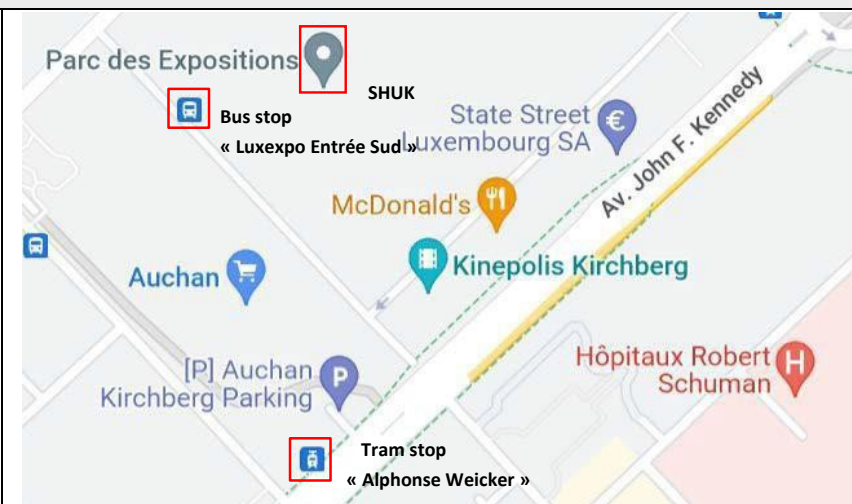 Parc des Expositions
SHUK
Bus stop
« Luxexpo Entrée Sud »
State Street
Luxembourg SA
€
Av. John F. Kennedy
McDonald's
Kinepolis Kirchberg
Auchan
[P] Auchan
Kirchberg Parking
P
Hôpitaux Robert
Schuman
H
Tram stop
« Alphonse Weicker »